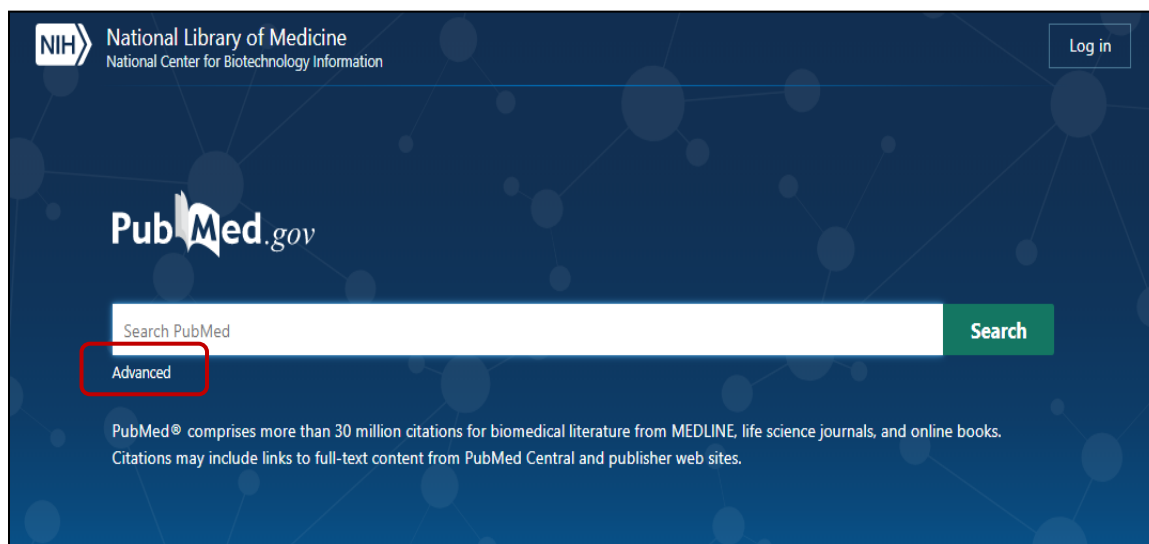 NIH
National Library of Medicine
National Center for Biotechnology Information
Log in
PubMed.gov
Search PubMed
Search
Advanced
PubMed® comprises more than 30 million citations for biomedical literature from MEDLINE, life science journals, and online books.
Citations may include links to full-text content from PubMed Central and publisher web sites.